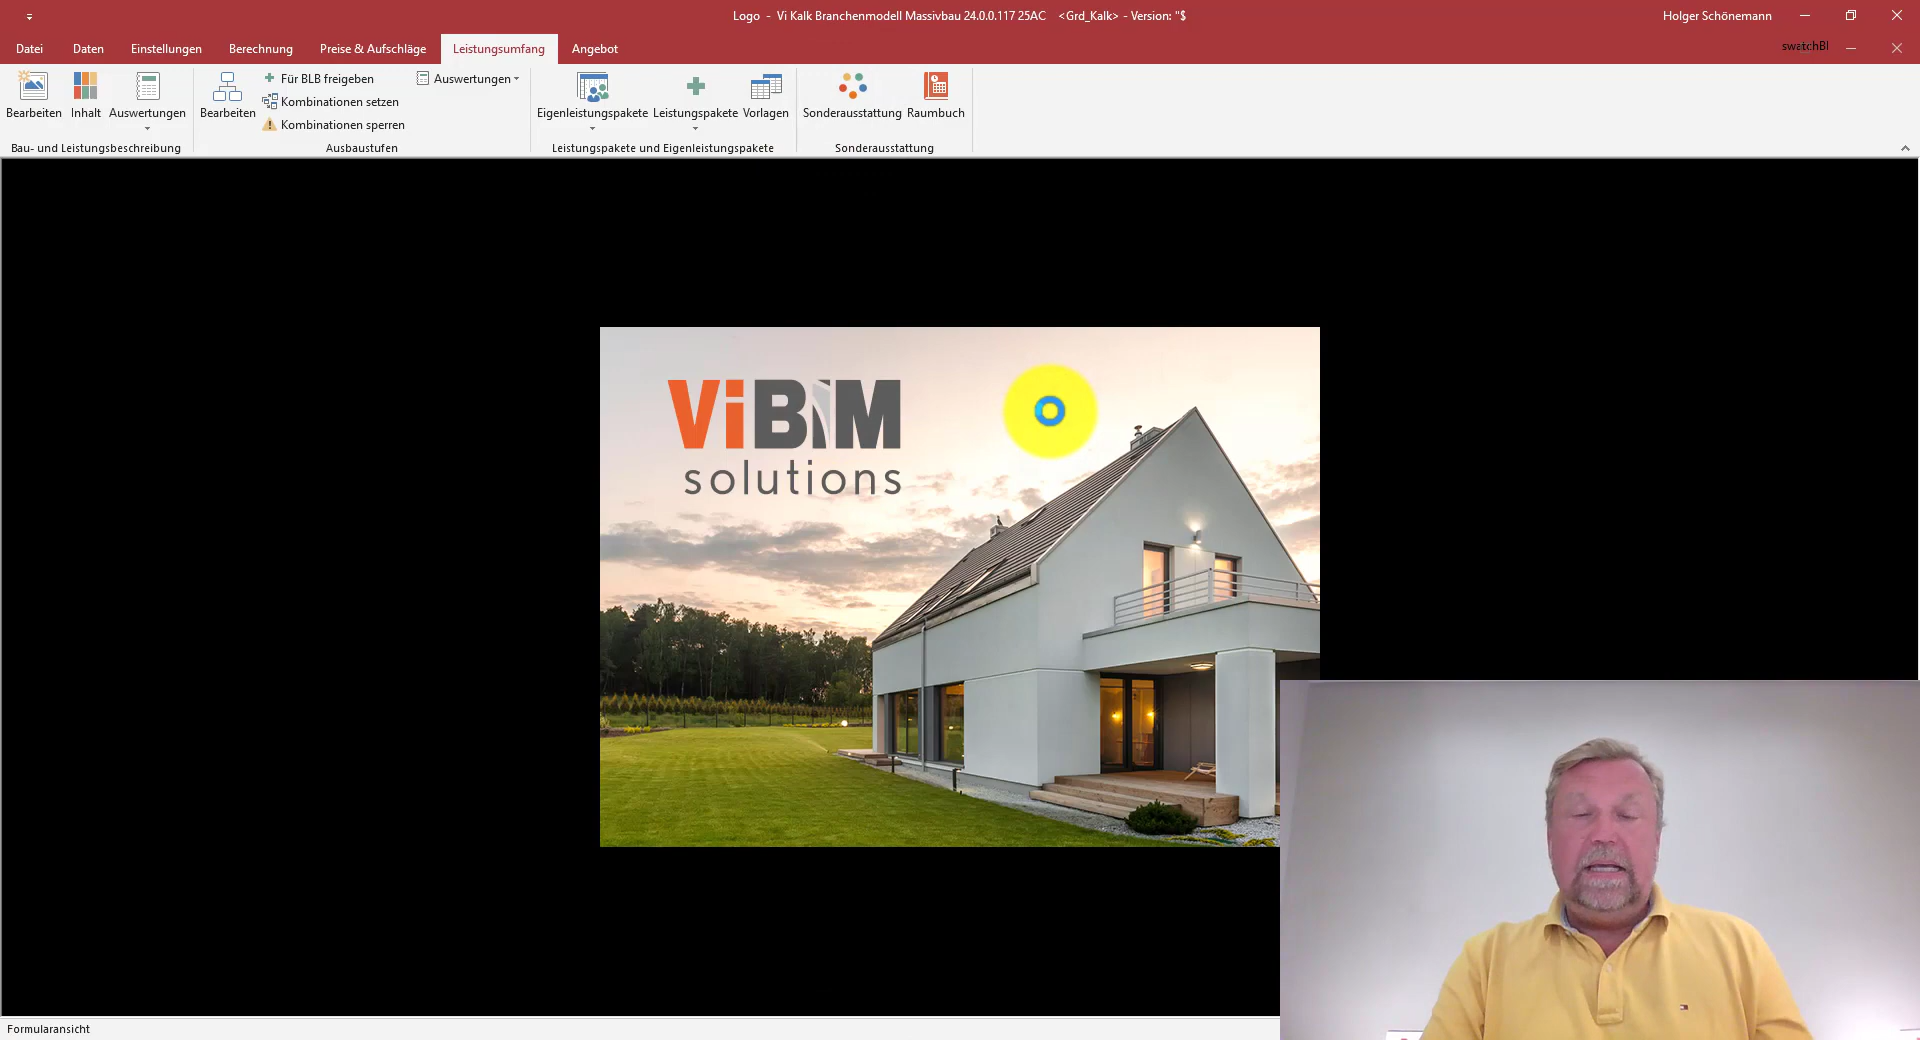 Logo - Vi Kalk Branchenmodell Massivbau 24.0.0.117 25AC <Grd_Kalk> - Version: "$
Holger Schönemann
Datei Daten Einstellungen Berechnung Preise & Aufschläge Leistungsumfang Angebot
swatchBl
Bearbeiten Inhalt Auswertungen
Bau- und Leistungsbeschreibung
Bearbeiten
Für BLB freigeben
Kombinationen setzen
Kombinationen sperren
Auswertungen
Ausbaustufen
Eigenleistungspakete Leistungspakete Vorlagen
Leistungspakete und Eigenleistungspakete
Sonderausstattung Raumbuch
Sonderausstattung
ViBiM
solutions
Formularansicht